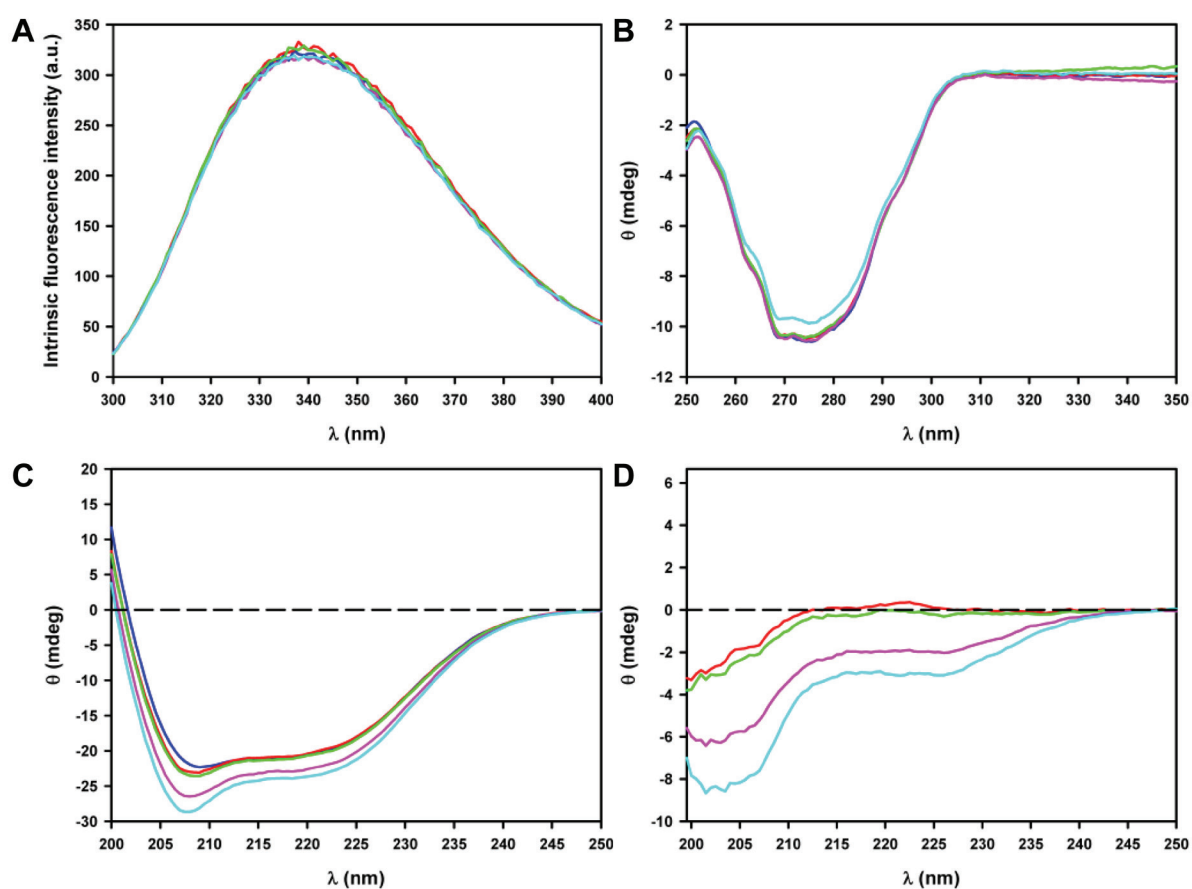 A
Intrinsic fluorescence intensity (a.u.)
350
300
250
200
150
100
50
0
300 310 320 330 340 350 360 370 380 390 400
λ (nm)
B
θ (mdeg)
2
0
-2
-4
-6
-8
-10
-12
250 260 270 280 290 300 310 320 330 340 350
λ (nm)
C
θ (mdeg)
20
15
10
5
0
-5
-10
-15
-20
-25
-30
200 205 210 215 220 225 230 235 240 245 250
λ (nm)
D
θ (mdeg)
6
4
2
0
-2
-4
-6
-8
-10
200 205 210 215 220 225 230 235 240 245 250
λ (nm)